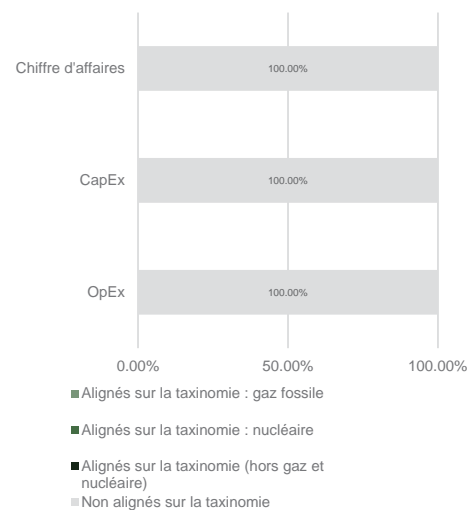 Chiffre d'affaires
100.00%
CapEx
100.00%
OpEx
100.00%
0.00% 50.00% 100.00%
Alignés sur la taxinomie : gaz fossile
Alignés sur la taxinomie : nucléaire
Alignés sur la taxinomie (hors gaz et
nucléaire)
Non alignés sur la taxinomie